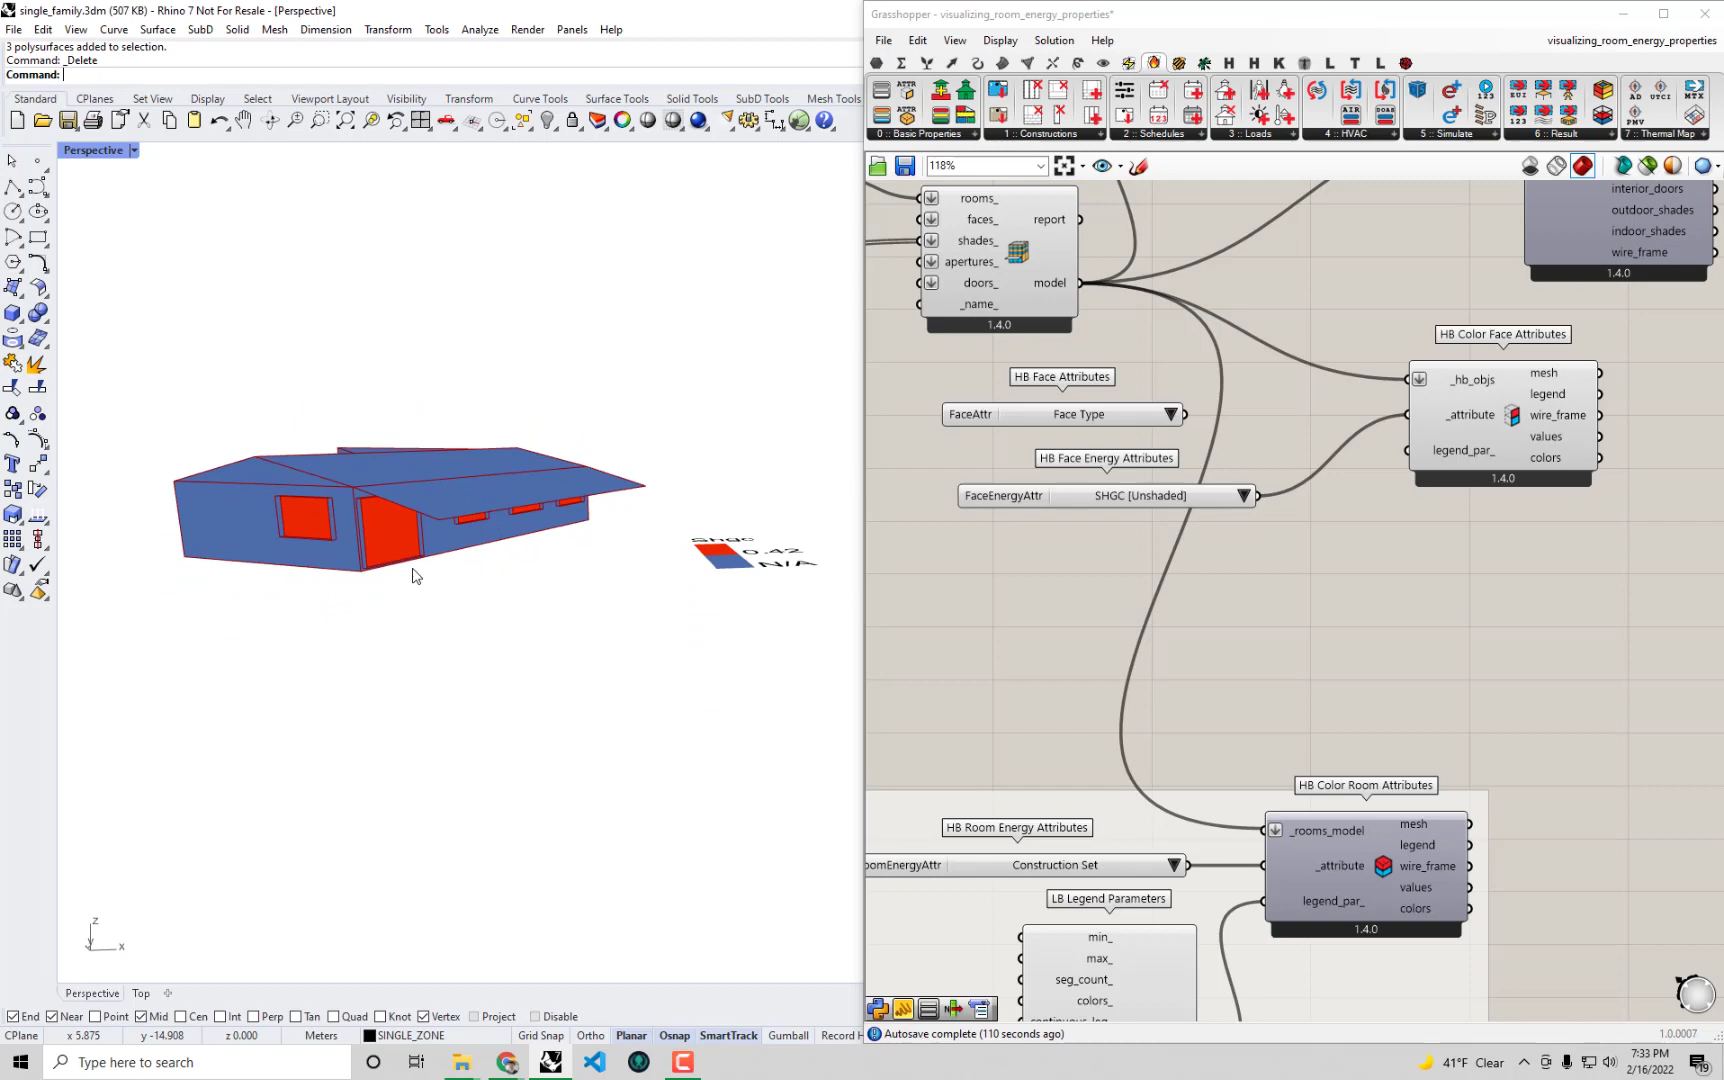 single_family.3dm (507 KB) - Rhino 7 Not For Resale - [Perspective]
File Edit View Curve Surface SubD Solid Mesh Dimension Transform Tools Analyze Render Panels Help
3 polysurfaces added to selection.
Command: _Delete
Command:
Standard CPlanes Set View Display Select Viewport Layout Visibility Transform Curve Tools Surface Tools Solid Tools SubD Tools Mesh Tools
Perspective
Shgc
0.42
N/A
z
x
Perspective Top
End Near Point Mid Cen Int Perp Tan Quad Knot Vertex Project Disable
CPlane x 5.875 y -14.908 z 0.000 Meters SINGLE_ZONE Grid Snap Ortho Planar Osnap SmartTrack Gumball Record H
Grasshopper - visualizing_room_energy_properties*
File Edit View Display Solution Help
visualizing_room_energy_properties
H H K L T L
0 :: Basic Properties 1 :: Constructions 2 :: Schedules 3 :: Loads 4 :: HVAC 5 :: Simulate 6 :: Result 7 :: Thermal Map
118%
rooms_
faces_
shades_
apertures_
doors_
_name_
report
model
1.4.0
interior_doors
outdoor_shades
indoor_shades
wire_frame
1.4.0
HB Face Attributes
FaceAttr Face Type
HB Face Energy Attributes
FaceEnergyAttr SHGC [Unshaded]
HB Color Face Attributes
_hb_objs
_attribute
legend_par_
mesh
legend
wire_frame
values
colors
1.4.0
HB Room Energy Attributes
oomEnergyAttr Construction Set
LB Legend Parameters
min_
max_
seg_count_
colors_
HB Color Room Attributes
_rooms_model
_attribute
legend_par_
mesh
legend
wire_frame
values
colors
1.4.0
Autosave complete (110 seconds ago)
1.0.0007
Type here to search
41°F Clear
7:33 PM
2/16/2022
19